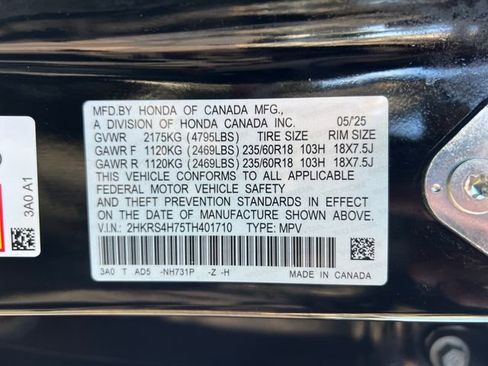 MFD.BY HONDA OF CANADA MFG.,
A DIVISION OF HONDA CANADA INC. 05/25
GVWR 2175KG (4795LBS) TIRE SIZE RIM SIZE
GAWR F 1120KG (2469LBS) 235/60R18 103H 18X7.5J
GAWR R 1120KG (2469LBS) 235/60R18 103H 18X7.5J
THIS VEHICLE CONFORMS TO ALL APPLICABLE
FEDERAL MOTOR VEHICLE SAFETY
AND THEFT PREVENTION STANDARDS IN EFFECT
ON THE DATE OF MANUFACTURE SHOWN ABOVE.
V.I.N.: 2HKRS4H75TH401710 TYPE: MPV
3A0 T AD5 -NH731P -Z -H
MADE IN CANADA
3A0 A1